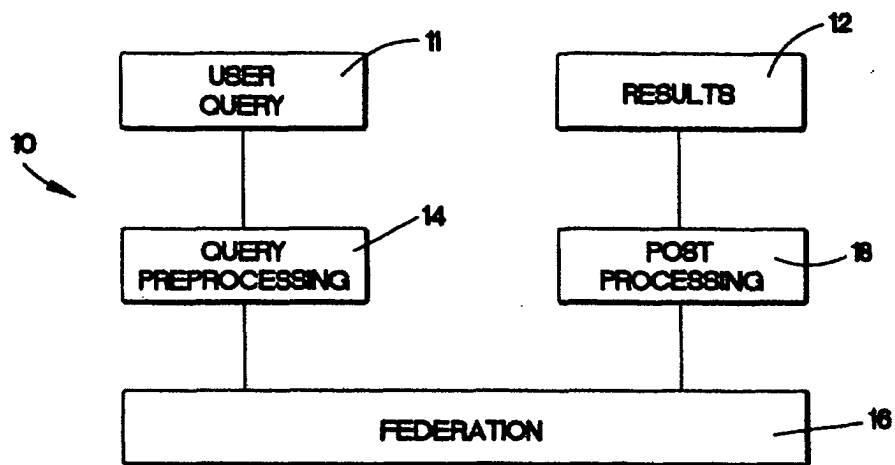 11
12
USER
QUERY
RESULTS
10
14
18
QUERY
PREPROCESSING
POST
PROCESSING
FEDERATION
16